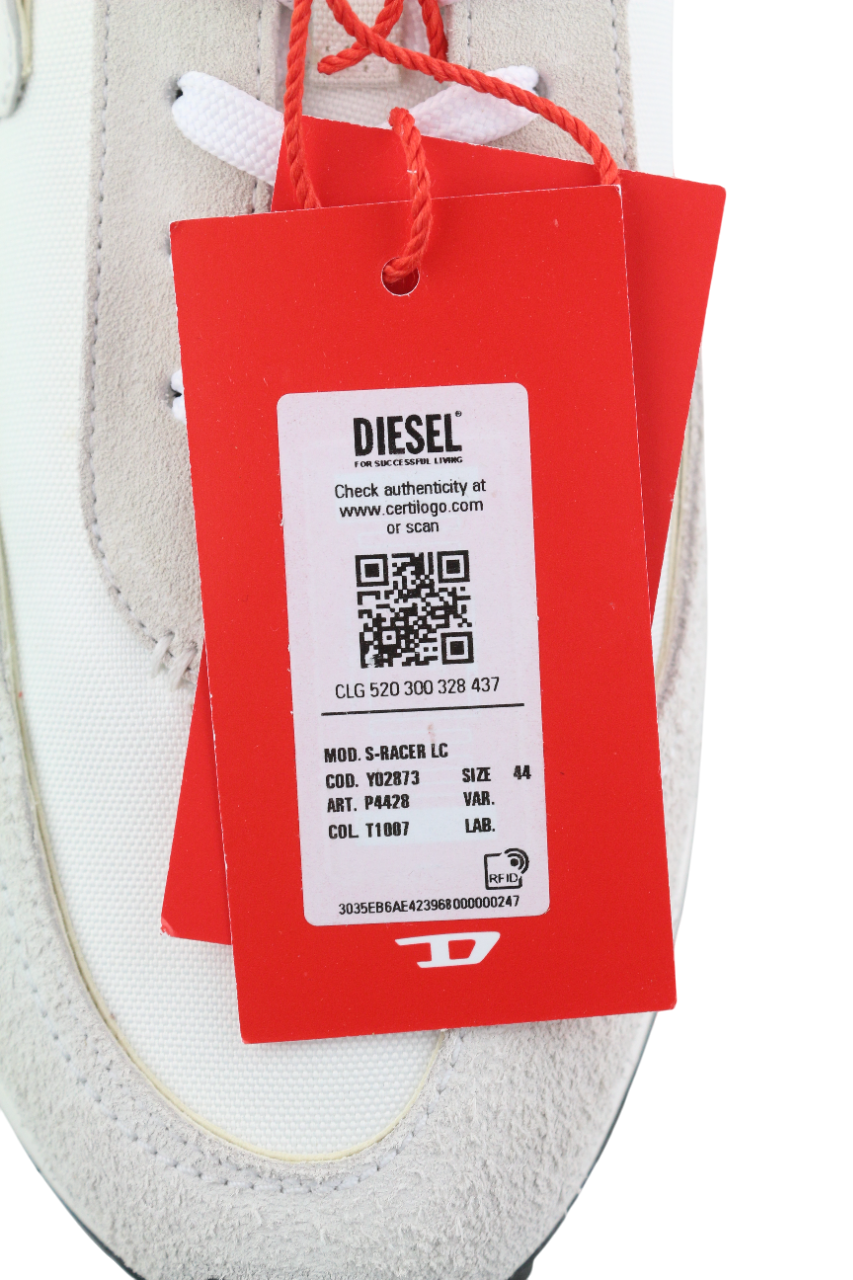 DIESEL®
FOR SUCCESSFUL LIVING
Check authenticity at
www.certilogo.com
or scan
CLG 520 300 328 437
MOD. S-RACER LC
COD. Y02873 SIZE 44
ART. P4428 VAR.
COL. T1007 LAB.
RFID
3035EB6AE423968000000247